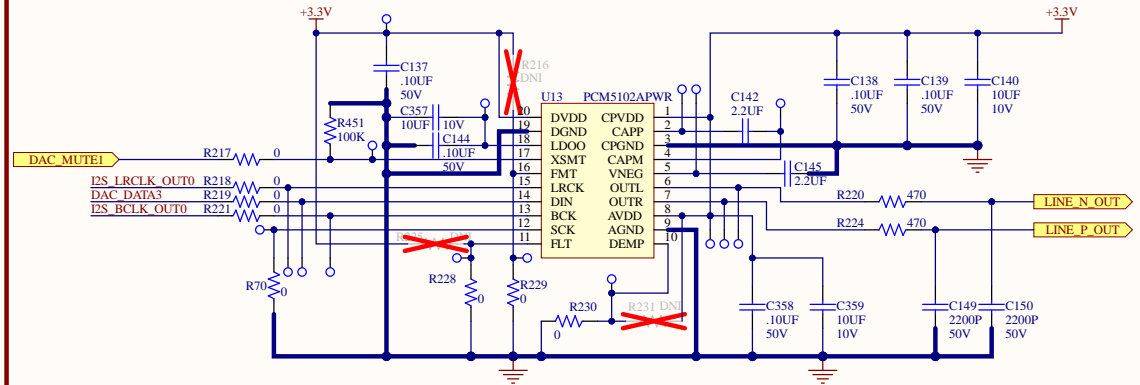 +3.3V
+3.3V
C137
.10UF
50V
R216
DNI
C138
.10UF
50V
C139
.10UF
50V
C140
10UF
10V
U13
PCM5102APWR
C142
2.2UF
R451
100K
C357
10UF
10V
C144
.10UF
50V
20
DVDD
CPVDD
1
19
DGND
CAPP
2
18
LDOO
CPGND
3
17
XSMT
CAPM
4
16
FMT
VNEG
5
15
LRCK
OUTL
6
14
DIN
OUTR
7
13
BCK
AVDD
8
12
SCK
AGND
9
11
FLT
DEMP
10
C145
2.2UF
DAC_MUTE1
R217
0
I2S_LRCLK_OUT0
R218
0
DAC_DATA3
R219
0
I2S_BCLK_OUT0
R221
0
R220
470
LINE_N_OUT
R224
470
LINE_P_OUT
DNI
R70
0
R228
0
R229
0
R230
0
R231
DNI
C358
.10UF
50V
C359
10UF
10V
C149
2200P
50V
C150
2200P
50V